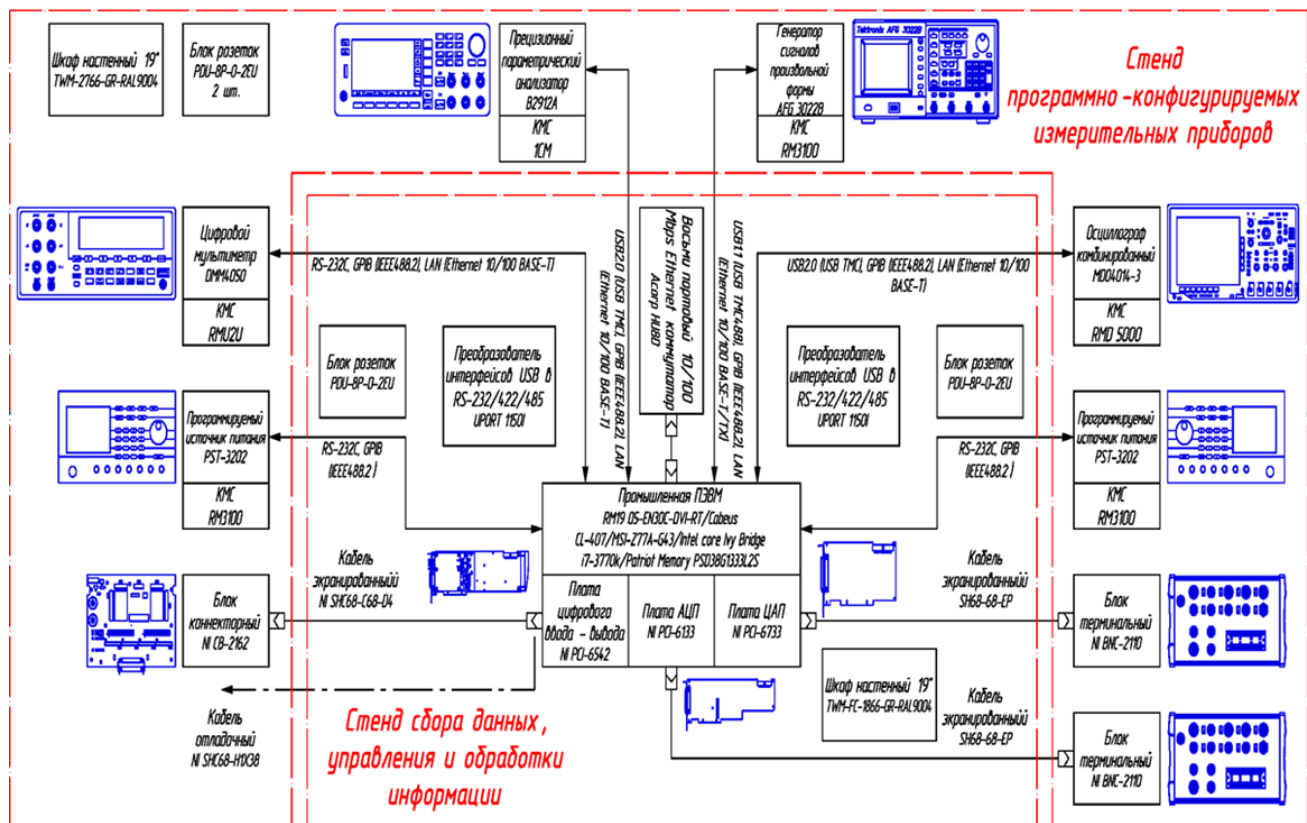 Шкаф настенный 19"
TWM-2766-GR-RAL9004
Блок розеток
PDU-8P-0-2EU
2 шт.
Прецизионный
параметрический
анализатор
B2912A
КМС
1CM
Генератор
сигналов
произвольной
формы
AFG 3022B
КМС
RM3100
Tektronix AFG 3022B
Стенд
программно-конфигурируемых
измерительных приборов
Цифровой
мультиметр
DMM4050
КМС
RMU2U
RS-232C, GPIB (IEEE488.2), LAN (Ethernet 10/100 BASE-T)
USB2.0 (USB TMC), GPIB (IEEE488.2), LAN
(Ethernet 10/100 BASE-T)
Восьми портовый 10/100
Mbps Ethernet коммутатор
Acorp HU8D
USB1.1 (USB TMC488), GPIB (IEEE488.2), LAN
(Ethernet 10/100 BASE-T/TX)
USB2.0 (USB TMC), GPIB (IEEE488.2), LAN (Ethernet 10/100
BASE-T)
Осциллограф
комбинированный
MDO4014-3
КМС
RMD 5000
Блок розеток
PDU-8P-0-2EU
Преобразователь
интерфейсов USB в
RS-232/422/485
UPORT 1150I
Преобразователь
интерфейсов USB в
RS-232/422/485
UPORT 1150I
Блок розеток
PDU-8P-0-2EU
Программируемый
источник питания
PST-3202
КМС
RM3100
RS-232C, GPIB
(IEEE488.2 )
RS-232C, GPIB
(IEEE488.2 )
Программируемый
источник питания
PST-3202
КМС
RM3100
Промышленная ПЭВМ
RM19 OS-EN30C-DVI-RT/Cabeus
CL-407/MSI-Z77A-G43/Intel core Ivy Bridge
i7-3770k/Patriot Memory PSD38G1333L2S
Плата
цифрового
ввода - вывода
NI PCI-6542
Плата АЦП
NI PCI-6133
Плата ЦАП
NI PCI-6733
Кабель
экранированныйй
NI SHC68-C68-D4
Кабель
экранированныйй
SH68-68-EP
Блок
коннекторный
NI CB-2162
Блок
терминальный
NI BNC-2110
Кабель
отладочный
NI SHC68-H1X38
Стенд сбора данных,
управления и обработки
информации
Шкаф настенный 19"
TWM-FC-1866-GR-RAL9004
Кабель
экранированныйй
SH68-68-EP
Блок
терминальный
NI BNC-2110